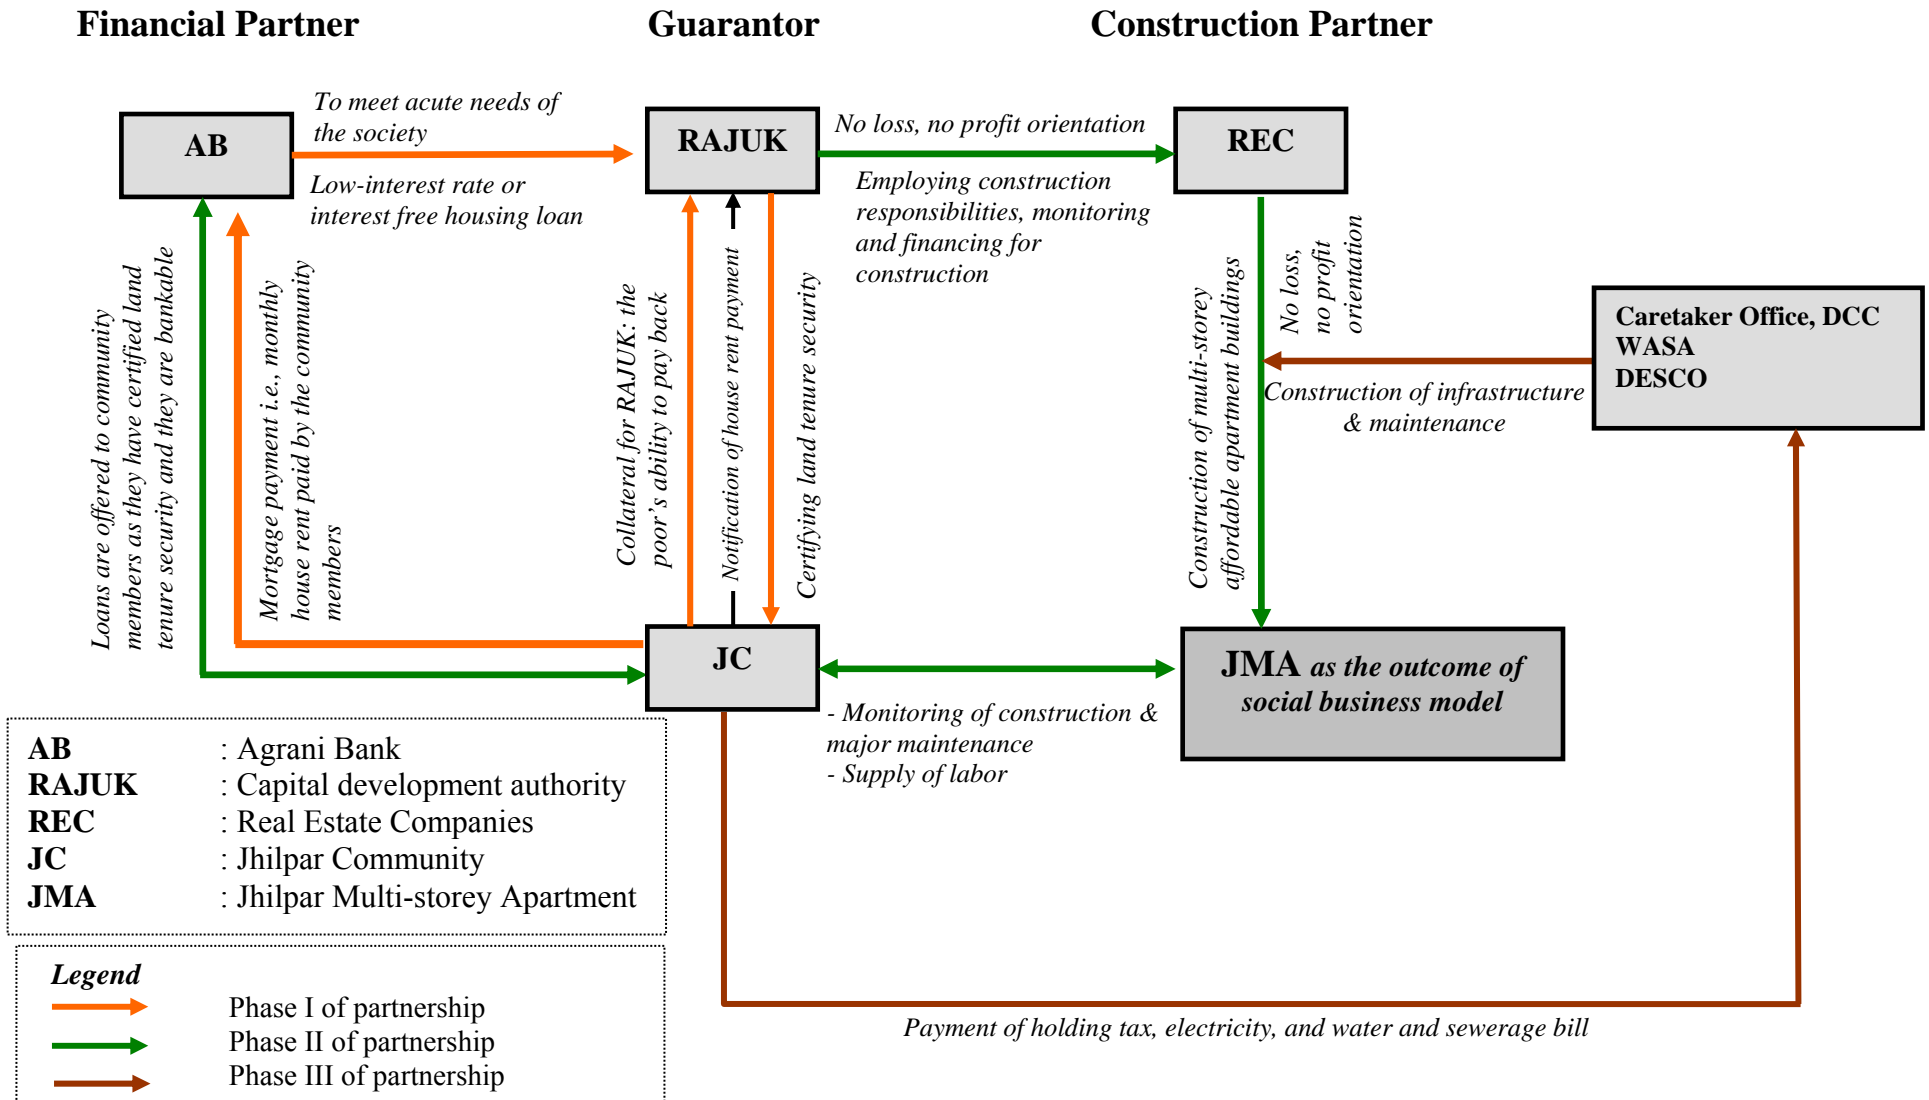 Financial Partner
Guarantor
Construction Partner
AB
To meet acute needs of
the society
Low-interest rate or
interest free housing loan
RAJUK
No loss, no profit orientation
Employing construction
responsibilities, monitoring
and financing for
construction
REC
Loans are offered to community
members as they have certified land
tenure security and they are bankable
Mortgage payment i.e., monthly
house rent paid by the community
members
Collateral for RAJUK: the
poor's ability to pay back
Notification of house rent payment
Certifying land tenure security
Construction of multi-storey
affordable apartment buildings
No loss,
no profit
orientation
Caretaker Office, DCC
WASA
DESCO
Construction of infrastructure
& maintenance
JC
JMA as the outcome of
social business model
- Monitoring of construction &
major maintenance
- Supply of labor
AB : Agrani Bank
RAJUK : Capital development authority
REC : Real Estate Companies
JC : Jhilpar Community
JMA : Jhilpar Multi-storey Apartment
Payment of holding tax, electricity, and water and sewerage bill
Legend
Phase I of partnership
Phase II of partnership
Phase III of partnership